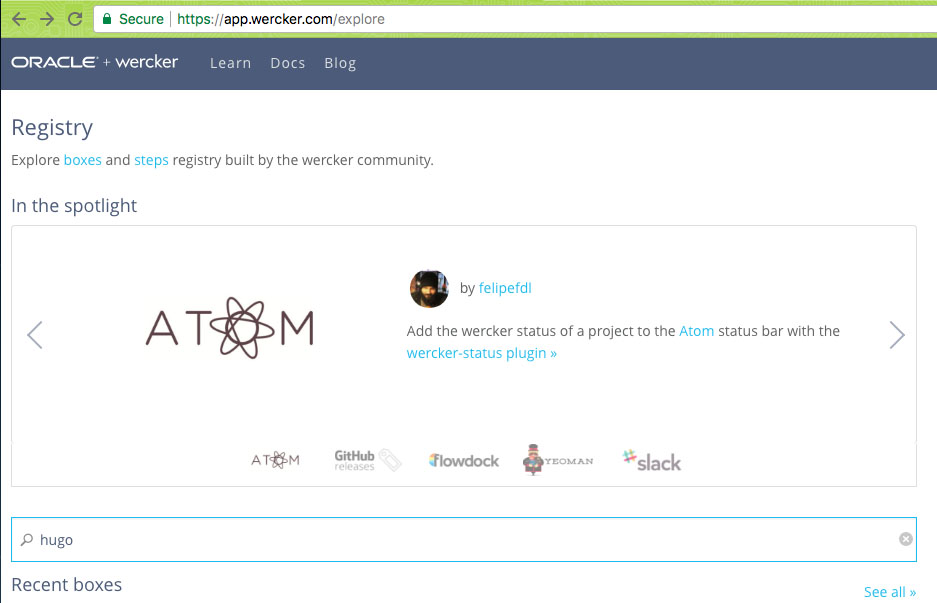 Secure https://app.wercker.com/explore
ORACLE + wercker Learn Docs Blog
Registry
Explore boxes and steps registry built by the wercker community.
In the spotlight
ATOM
by felipefdl
Add the wercker status of a project to the Atom status bar with the
wercker-status plugin »
ATOM GitHub releases flowdock YEOMAN slack
hugo
Recent boxes
See all »